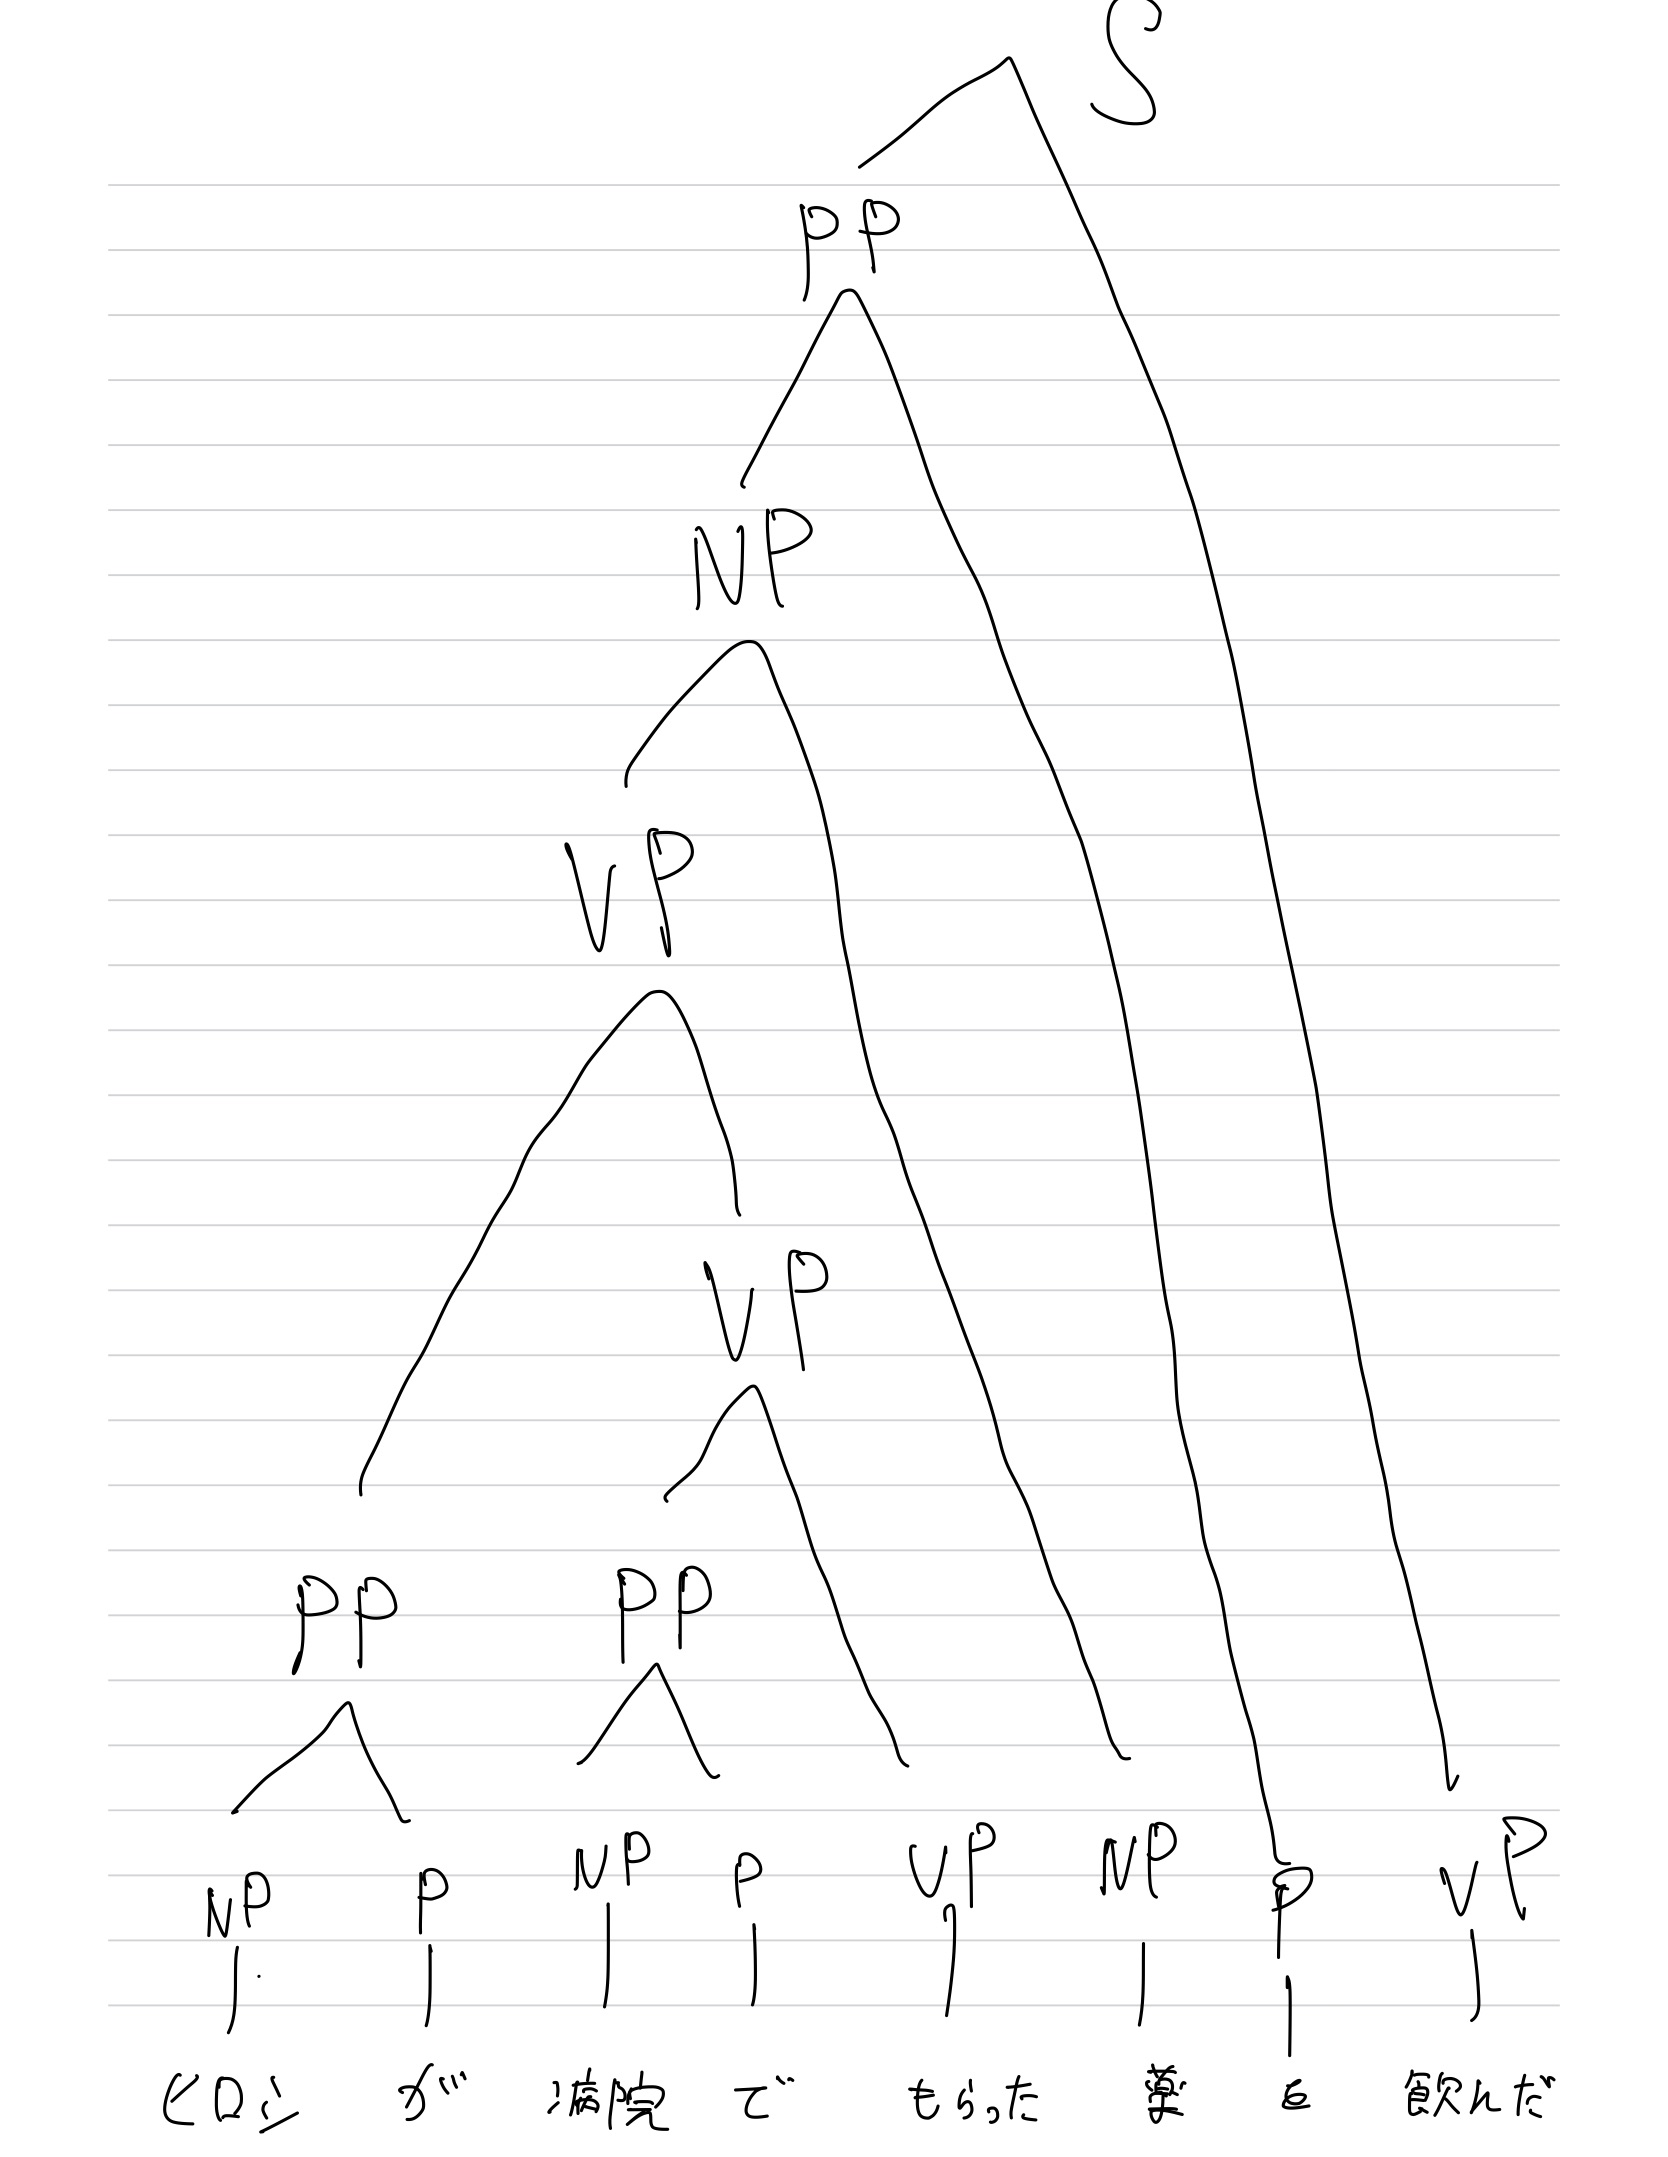 S
PP
NP
VP
VP
PP PP
NP P NP P VP NP P VP
ヒロシ が 病院 で もらった 薬 を 飲んだ